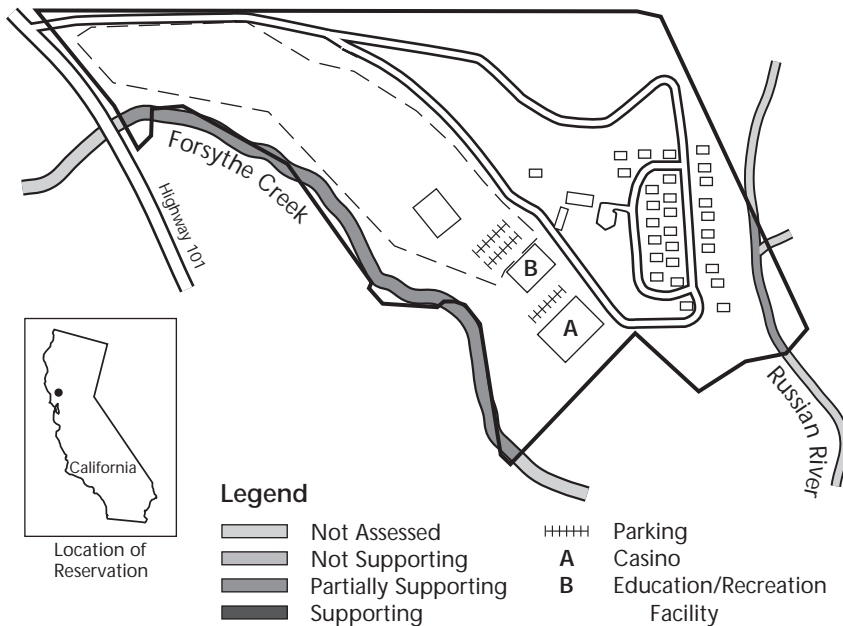 Forsythe Creek
Highway 101
B
A
Russian River
California
Location of
Reservation
Legend
Not Assessed
Not Supporting
Partially Supporting
Supporting
Parking
A Casino
B Education/Recreation
Facility